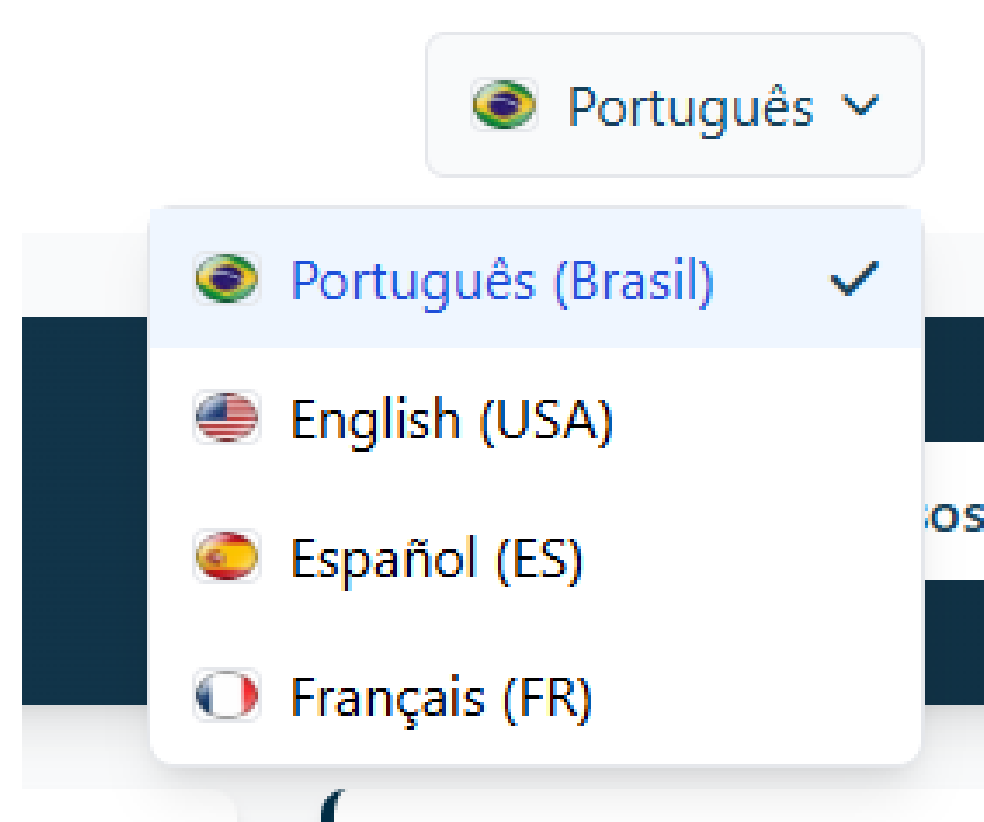 Português
Português (Brasil)
English (USA)
Español (ES)
Français (FR)